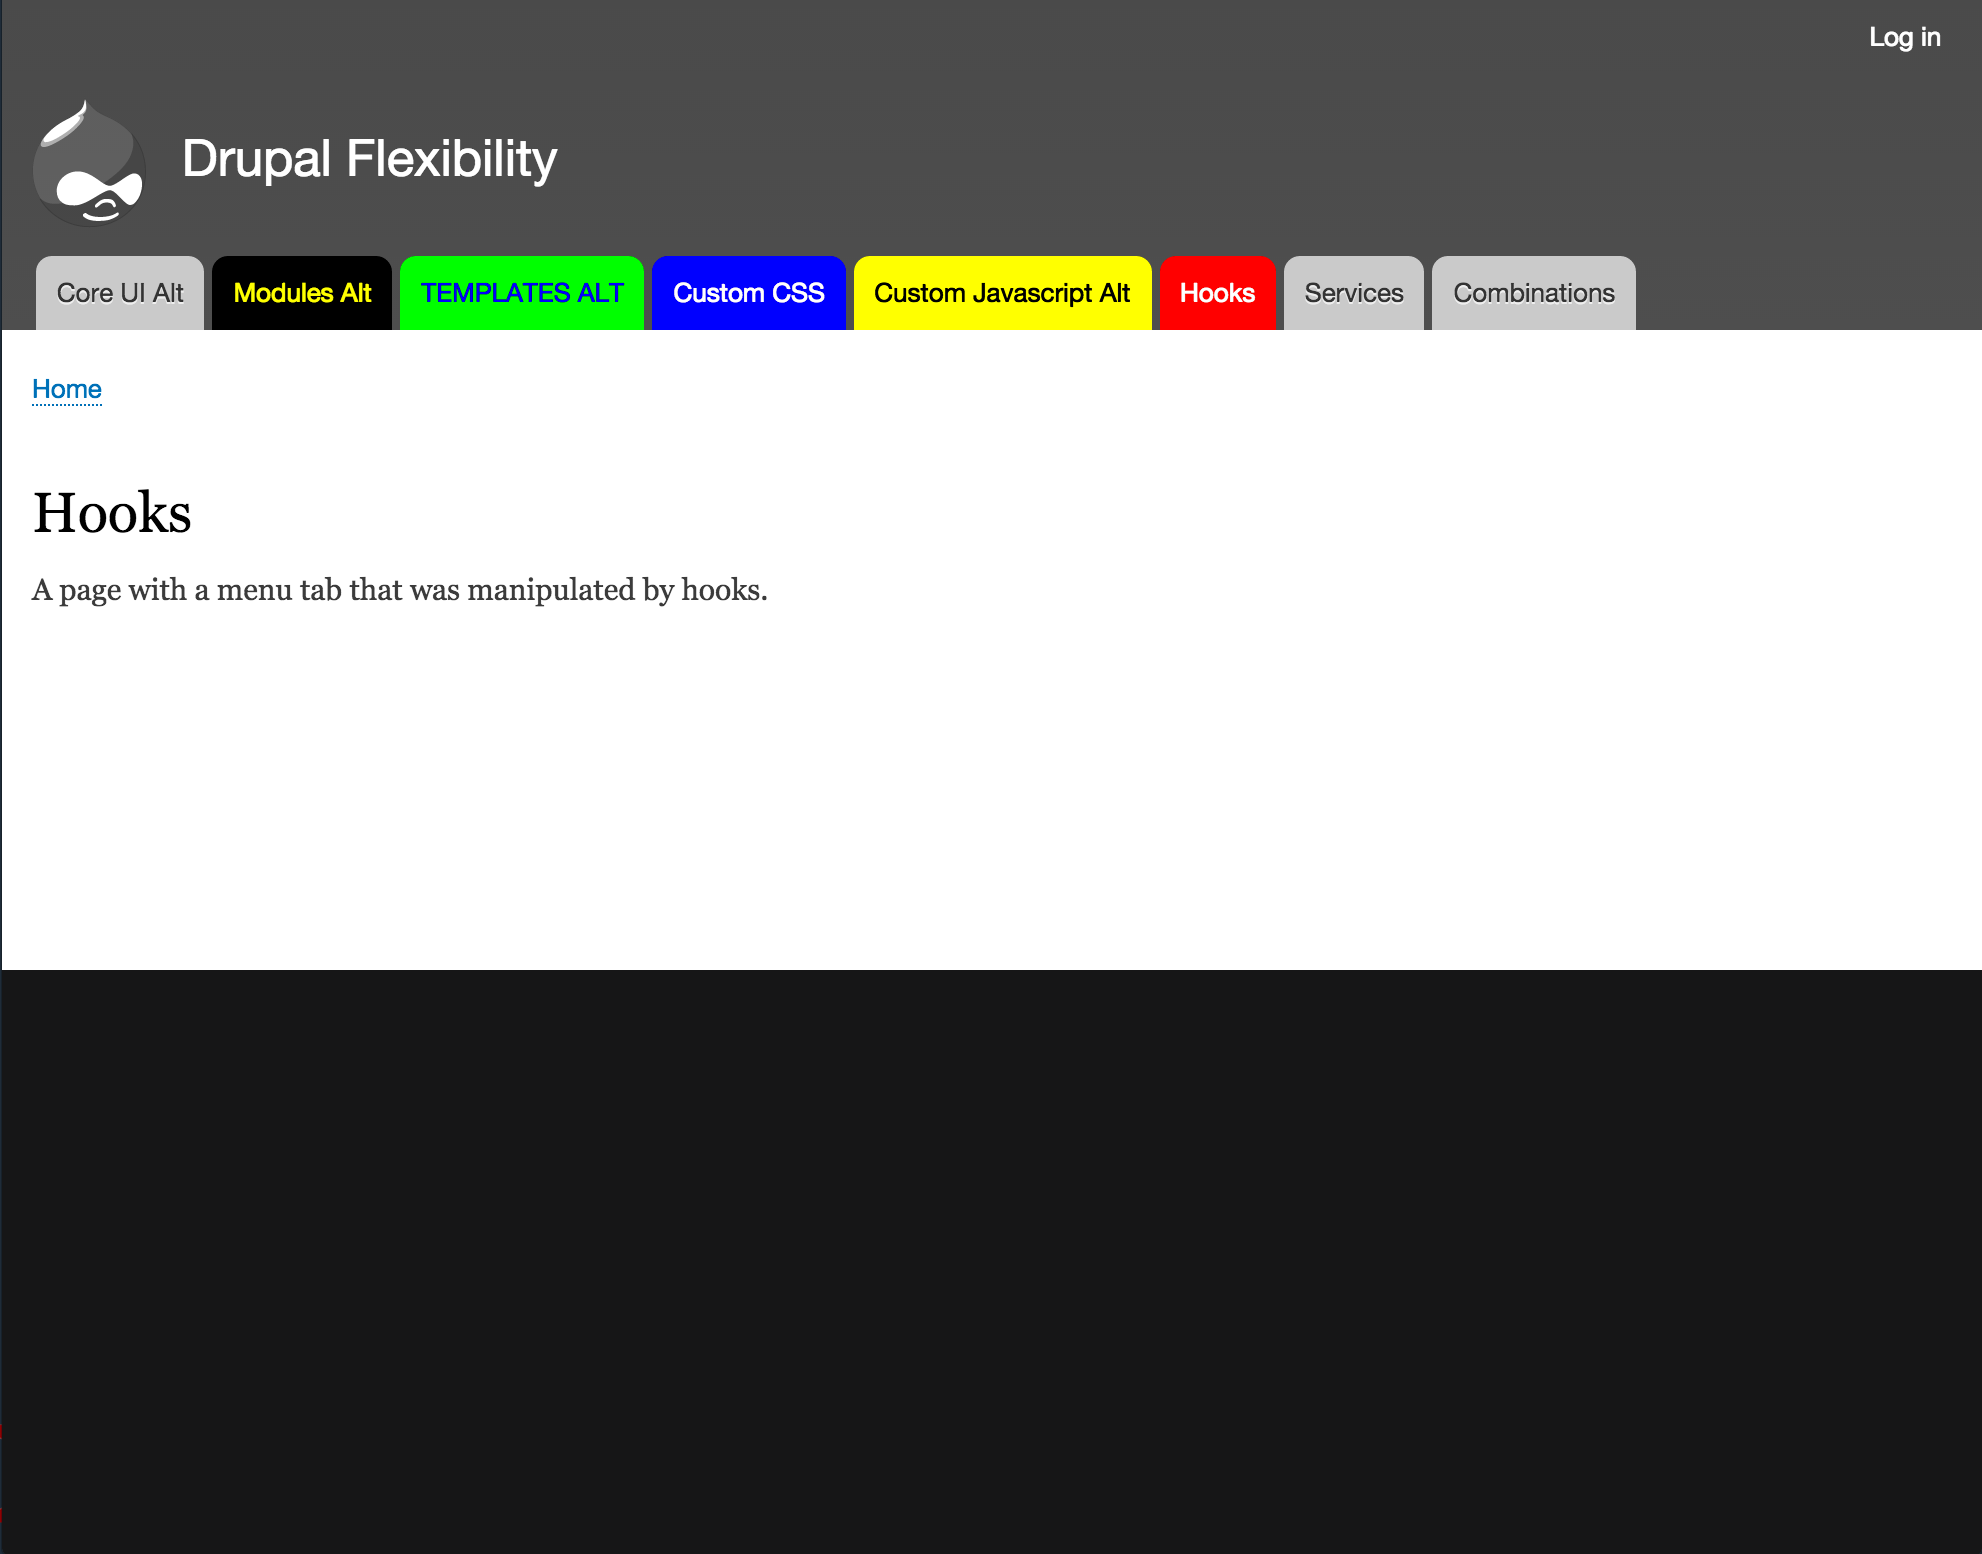 Log in
Drupal Flexibility
Core UI Alt
Modules Alt
TEMPLATES ALT
Custom CSS
Custom Javascript Alt
Hooks
Services
Combinations
Home
Hooks
A page with a menu tab that was manipulated by hooks.